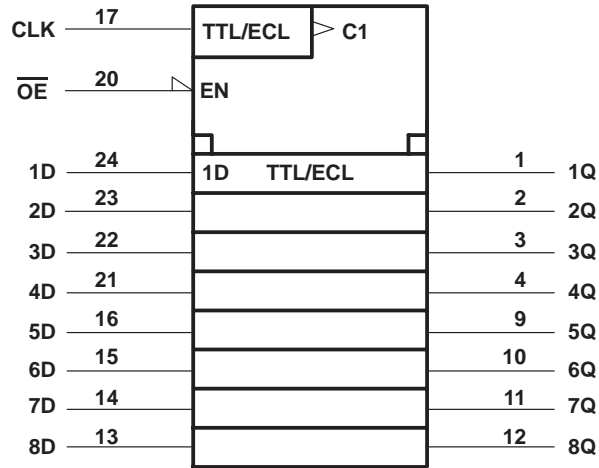 CLK 17 TTL/ECL C1
OE 20 EN
1D 24 1D TTL/ECL 1 1Q
2D 23 2 2Q
3D 22 3 3Q
4D 21 4 4Q
5D 16 9 5Q
6D 15 10 6Q
7D 14 11 7Q
8D 13 12 8Q